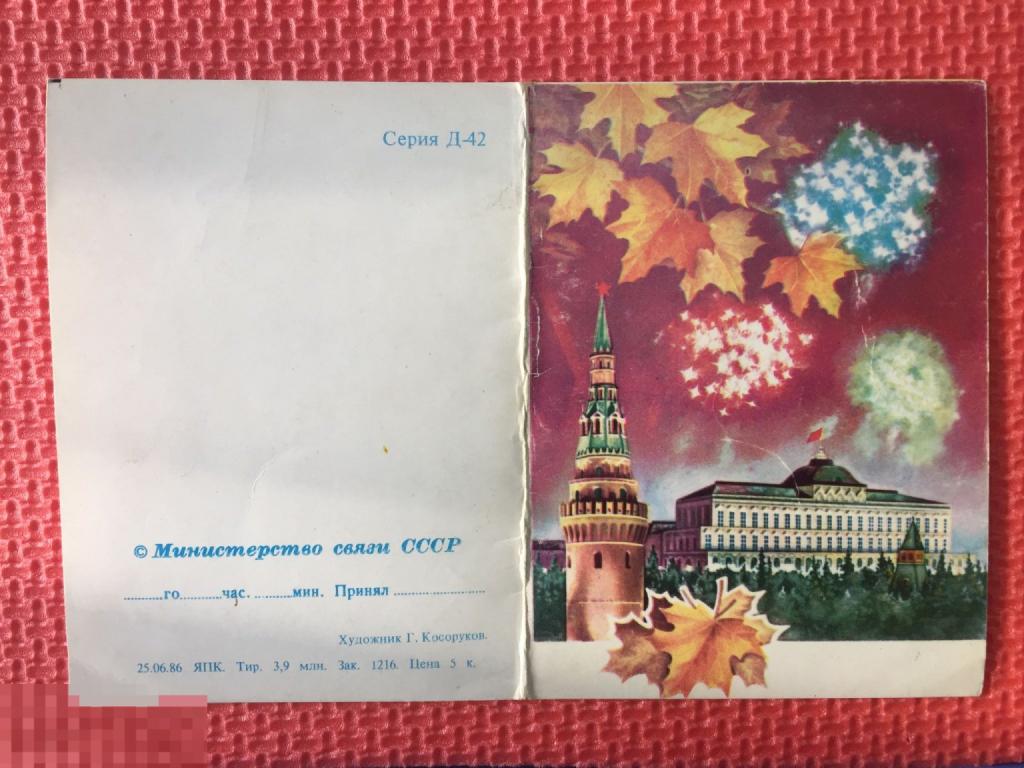 Серия Д-42
© Министерство связи СССР
...........го...........час. ..........мин. Принял ........................
Художник Г. Косоруков.
25.06.86 ЯПК. Тир. 3,9 млн. Зак. 1216. Цена 5 к.